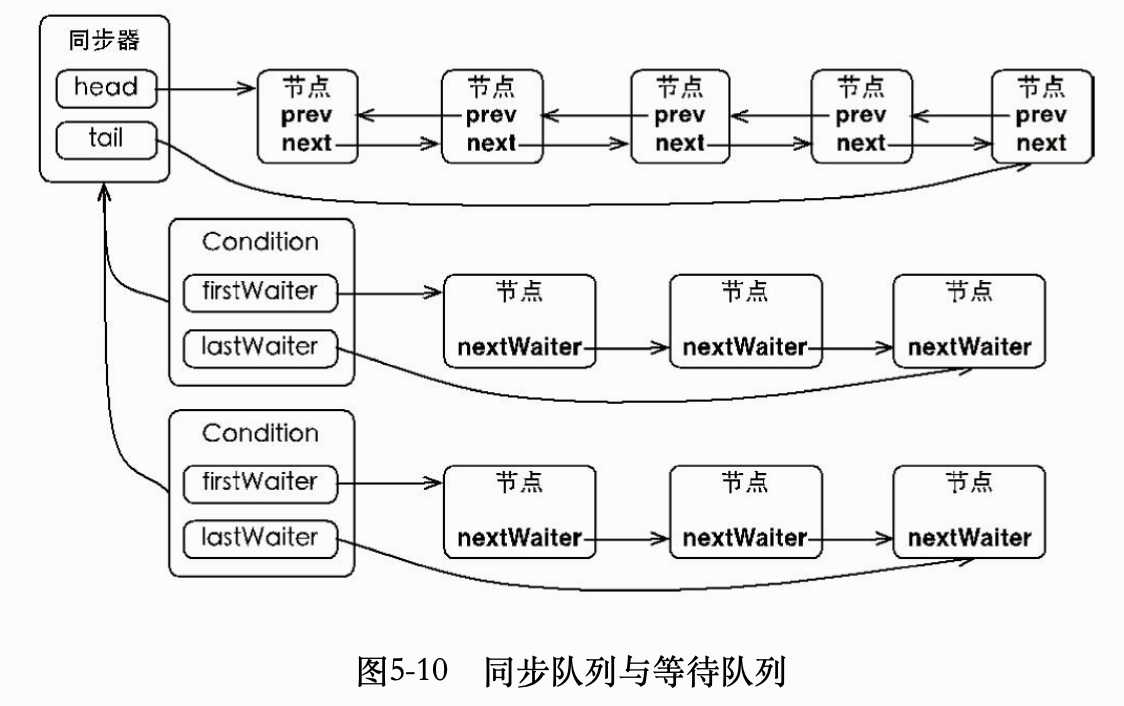 同步器
head
tail
节点 节点 节点 节点 节点
prev prev prev prev prev
next next next next next
Condition
firstWaiter
lastWaiter
节点 节点 节点
nextWaiter nextWaiter nextWaiter
Condition
firstWaiter
lastWaiter
节点 节点 节点
nextWaiter nextWaiter nextWaiter
图5-10 同步队列与等待队列